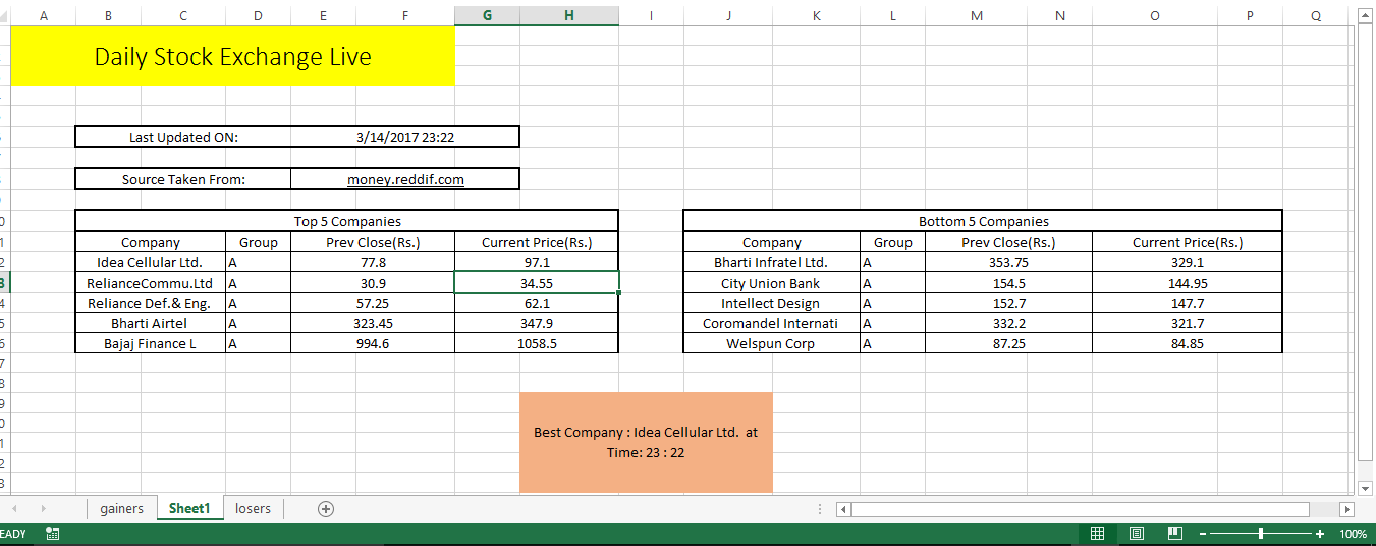 A B C D E F G H I J K L M N O P Q
Daily Stock Exchange Live
Last Updated ON: 3/14/2017 23:22
Source Taken From: money.reddif.com
Top 5 Companies
Company Group Prev Close(Rs.) Current Price(Rs.)
Idea Cellular Ltd. A 77.8 97.1
RelianceCommu.Ltd A 30.9 34.55
Reliance Def.& Eng. A 57.25 62.1
Bharti Airtel A 323.45 347.9
Bajaj Finance L A 994.6 1058.5
Bottom 5 Companies
Company Group Prev Close(Rs.) Current Price(Rs.)
Bharti Infratel Ltd. A 353.75 329.1
City Union Bank A 154.5 144.95
Intellect Design A 152.7 147.7
Coromandel Internati A 332.2 321.7
Welspun Corp A 87.25 84.85
Best Company : Idea Cellular Ltd. at
Time: 23 : 22
gainers Sheet1 losers
EADY 100%